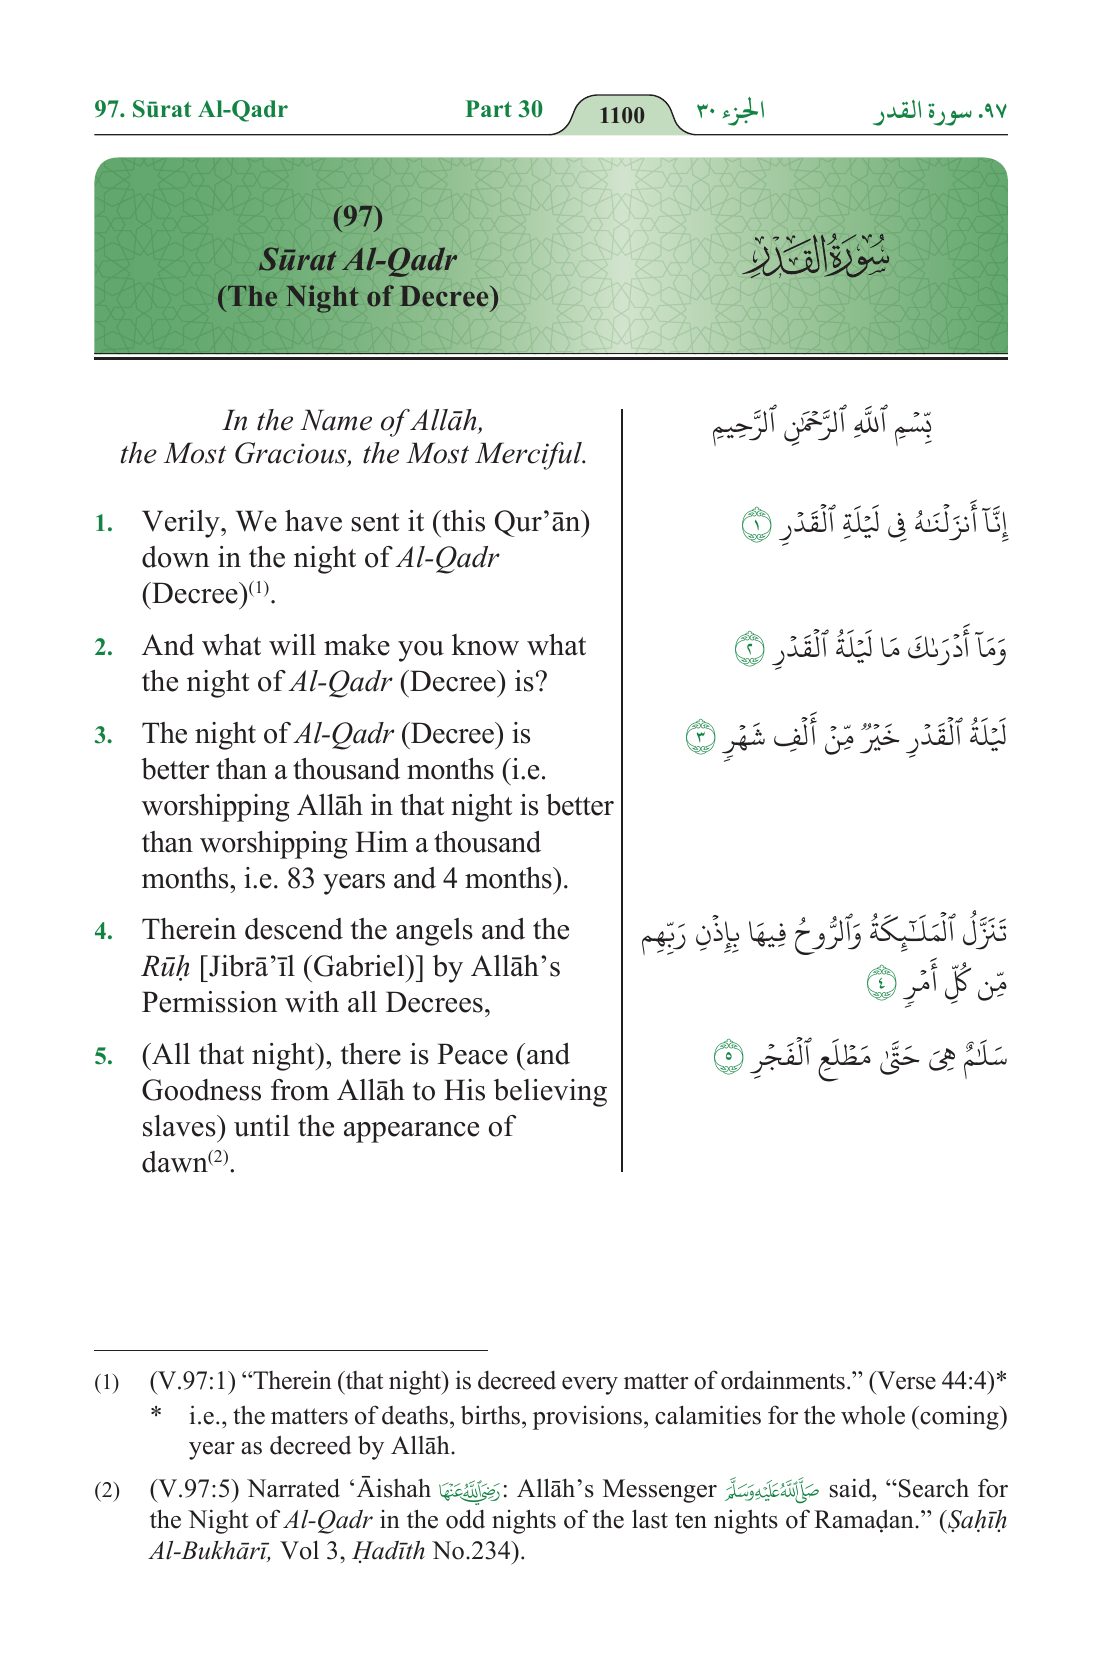 97. Sūrat Al-Qadr Part 30 1100 الجزء ٣٠ ٩٧. سورة القدر
(97)
Sūrat Al-Qadr
(The Night of Decree)
سُورَةُ القَدْرِ
In the Name of Allāh,
the Most Gracious, the Most Merciful.
بِّسۡمِ ٱللَّهِ ٱلرَّحۡمَٰنِ ٱلرَّحِيمِ
1. Verily, We have sent it (this Qur’ān)
down in the night of Al-Qadr
(Decree)(1).
إِنَّآ أَنزَلۡنَٰهُ فِي لَيۡلَةِ ٱلۡقَدۡرِ ١
2. And what will make you know what
the night of Al-Qadr (Decree) is?
وَمَآ أَدۡرَىٰكَ مَا لَيۡلَةُ ٱلۡقَدۡرِ ٢
3. The night of Al-Qadr (Decree) is
better than a thousand months (i.e.
worshipping Allāh in that night is better
than worshipping Him a thousand
months, i.e. 83 years and 4 months).
لَيۡلَةُ ٱلۡقَدۡرِ خَيۡرٞ مِّنۡ أَلۡفِ شَهۡرٖ ٣
4. Therein descend the angels and the
Rūḥ [Jibrā’īl (Gabriel)] by Allāh’s
Permission with all Decrees,
تَنَزَّلُ ٱلۡمَلَٰٓئِكَةُ وَٱلرُّوحُ فِيهَا بِإِذۡنِ رَبِّهِم
مِّن كُلِّ أَمۡرٖ ٤
5. (All that night), there is Peace (and
Goodness from Allāh to His believing
slaves) until the appearance of
dawn(2).
سَلَٰمٌ هِيَ حَتَّىٰ مَطۡلَعِ ٱلۡفَجۡرِ ٥
(1) (V.97:1) “Therein (that night) is decreed every matter of ordainments.” (Verse 44:4)*
* i.e., the matters of deaths, births, provisions, calamities for the whole (coming)
year as decreed by Allāh.
(2) (V.97:5) Narrated ‘Āishah رَضِيَ اللَّهُ عَنْهَا: Allāh’s Messenger صَلَّى اللَّهُ عَلَيْهِ وَسَلَّمَ said, “Search for
the Night of Al-Qadr in the odd nights of the last ten nights of Ramaḍan.” (Ṣaḥīḥ
Al-Bukhārī, Vol 3, Ḥadīth No.234).